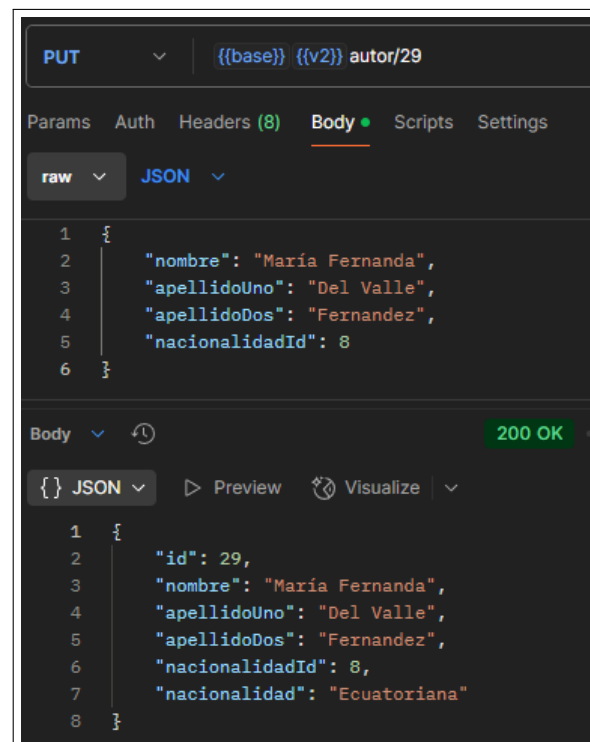 PUT {{base}} {{v2}} autor/29
Params Auth Headers (8) Body Scripts Settings
raw JSON
1 {
2 "nombre": "María Fernanda",
3 "apellidoUno": "Del Valle",
4 "apellidoDos": "Fernandez",
5 "nacionalidadId": 8
6 }
Body 200 OK
{} JSON Preview Visualize
1 {
2 "id": 29,
3 "nombre": "María Fernanda",
4 "apellidoUno": "Del Valle",
5 "apellidoDos": "Fernandez",
6 "nacionalidadId": 8,
7 "nacionalidad": "Ecuatoriana"
8 }